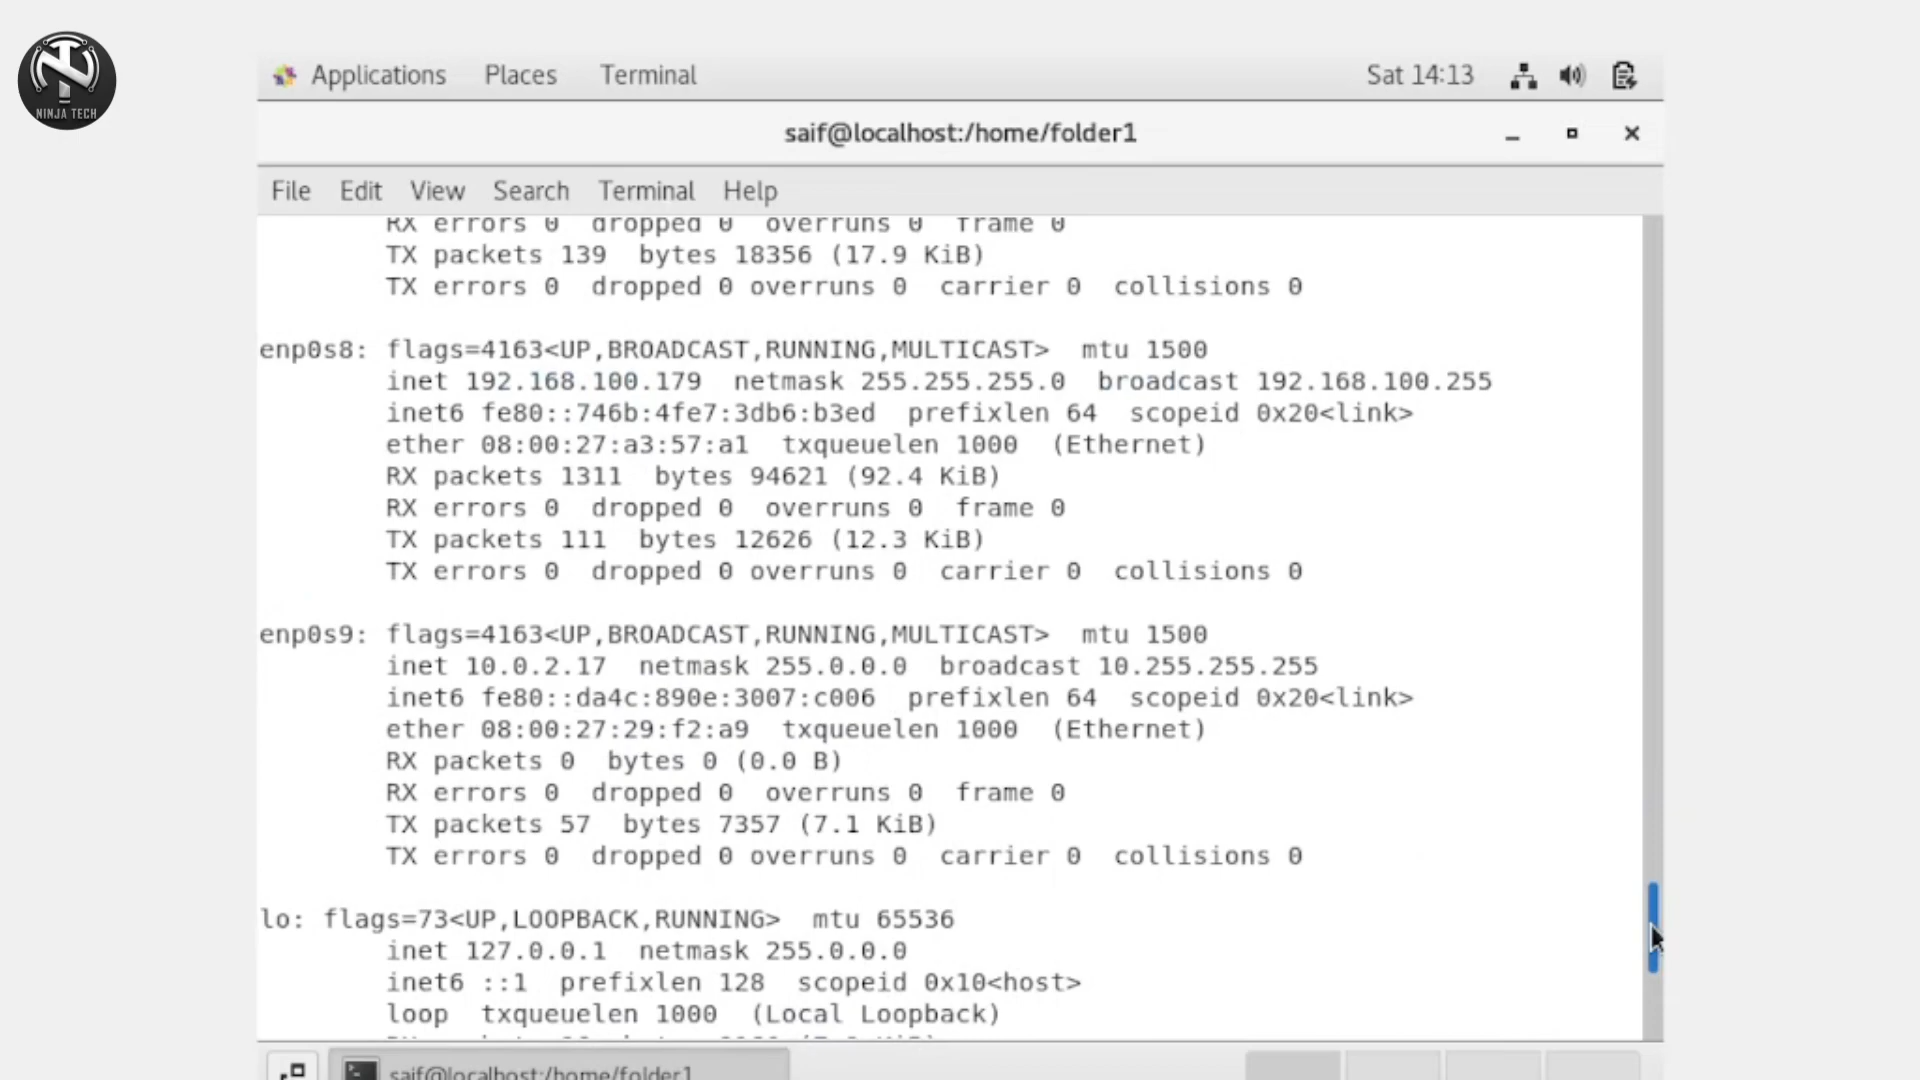 NINJA TECH
Applications Places Terminal Sat 14:13
saif@localhost:/home/folder1
File Edit View Search Terminal Help
RX errors 0 dropped 0 overruns 0 frame 0
TX packets 139 bytes 18356 (17.9 KiB)
TX errors 0 dropped 0 overruns 0 carrier 0 collisions 0
enp0s8: flags=4163<UP,BROADCAST,RUNNING,MULTICAST> mtu 1500
inet 192.168.100.179 netmask 255.255.255.0 broadcast 192.168.100.255
inet6 fe80::746b:4fe7:3db6:b3ed prefixlen 64 scopeid 0x20<link>
ether 08:00:27:a3:57:a1 txqueuelen 1000 (Ethernet)
RX packets 1311 bytes 94621 (92.4 KiB)
RX errors 0 dropped 0 overruns 0 frame 0
TX packets 111 bytes 12626 (12.3 KiB)
TX errors 0 dropped 0 overruns 0 carrier 0 collisions 0
enp0s9: flags=4163<UP,BROADCAST,RUNNING,MULTICAST> mtu 1500
inet 10.0.2.17 netmask 255.0.0.0 broadcast 10.255.255.255
inet6 fe80::da4c:890e:3007:c006 prefixlen 64 scopeid 0x20<link>
ether 08:00:27:29:f2:a9 txqueuelen 1000 (Ethernet)
RX packets 0 bytes 0 (0.0 B)
RX errors 0 dropped 0 overruns 0 frame 0
TX packets 57 bytes 7357 (7.1 KiB)
TX errors 0 dropped 0 overruns 0 carrier 0 collisions 0
lo: flags=73<UP,LOOPBACK,RUNNING> mtu 65536
inet 127.0.0.1 netmask 255.0.0.0
inet6 ::1 prefixlen 128 scopeid 0x10<host>
loop txqueuelen 1000 (Local Loopback)
saif@localhost:/home/folder1